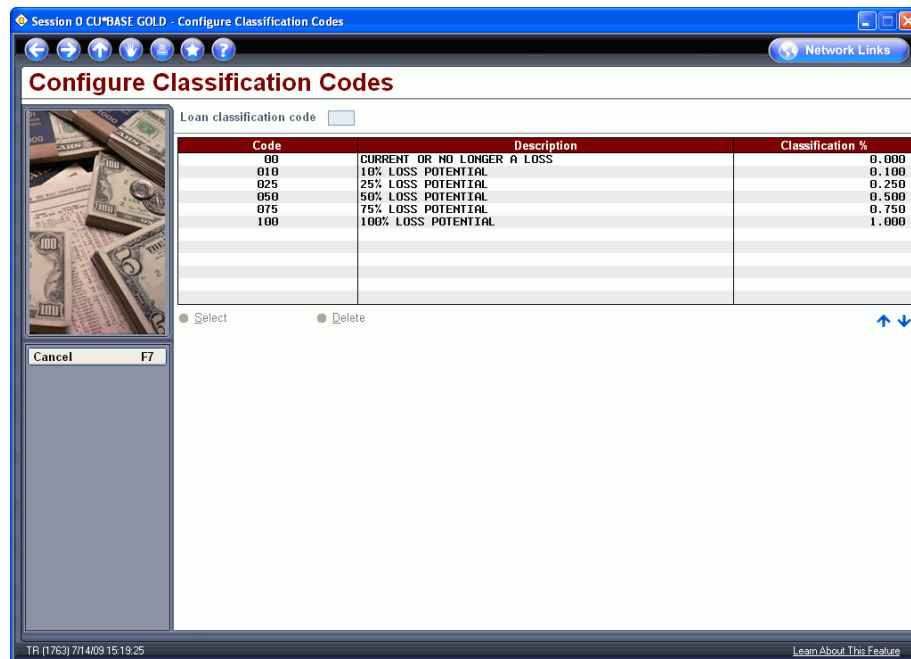 Session 0 CU*BASE GOLD - Configure Classification Codes
Network Links
Configure Classification Codes
Loan classification code
Code Description Classification %
00 CURRENT OR NO LONGER A LOSS 0.000
010 10% LOSS POTENTIAL 0.100
025 25% LOSS POTENTIAL 0.250
050 50% LOSS POTENTIAL 0.500
075 75% LOSS POTENTIAL 0.750
100 100% LOSS POTENTIAL 1.000
Select Delete
Cancel F7
TR (1763) 7/14/09 15:19:25
Learn About This Feature